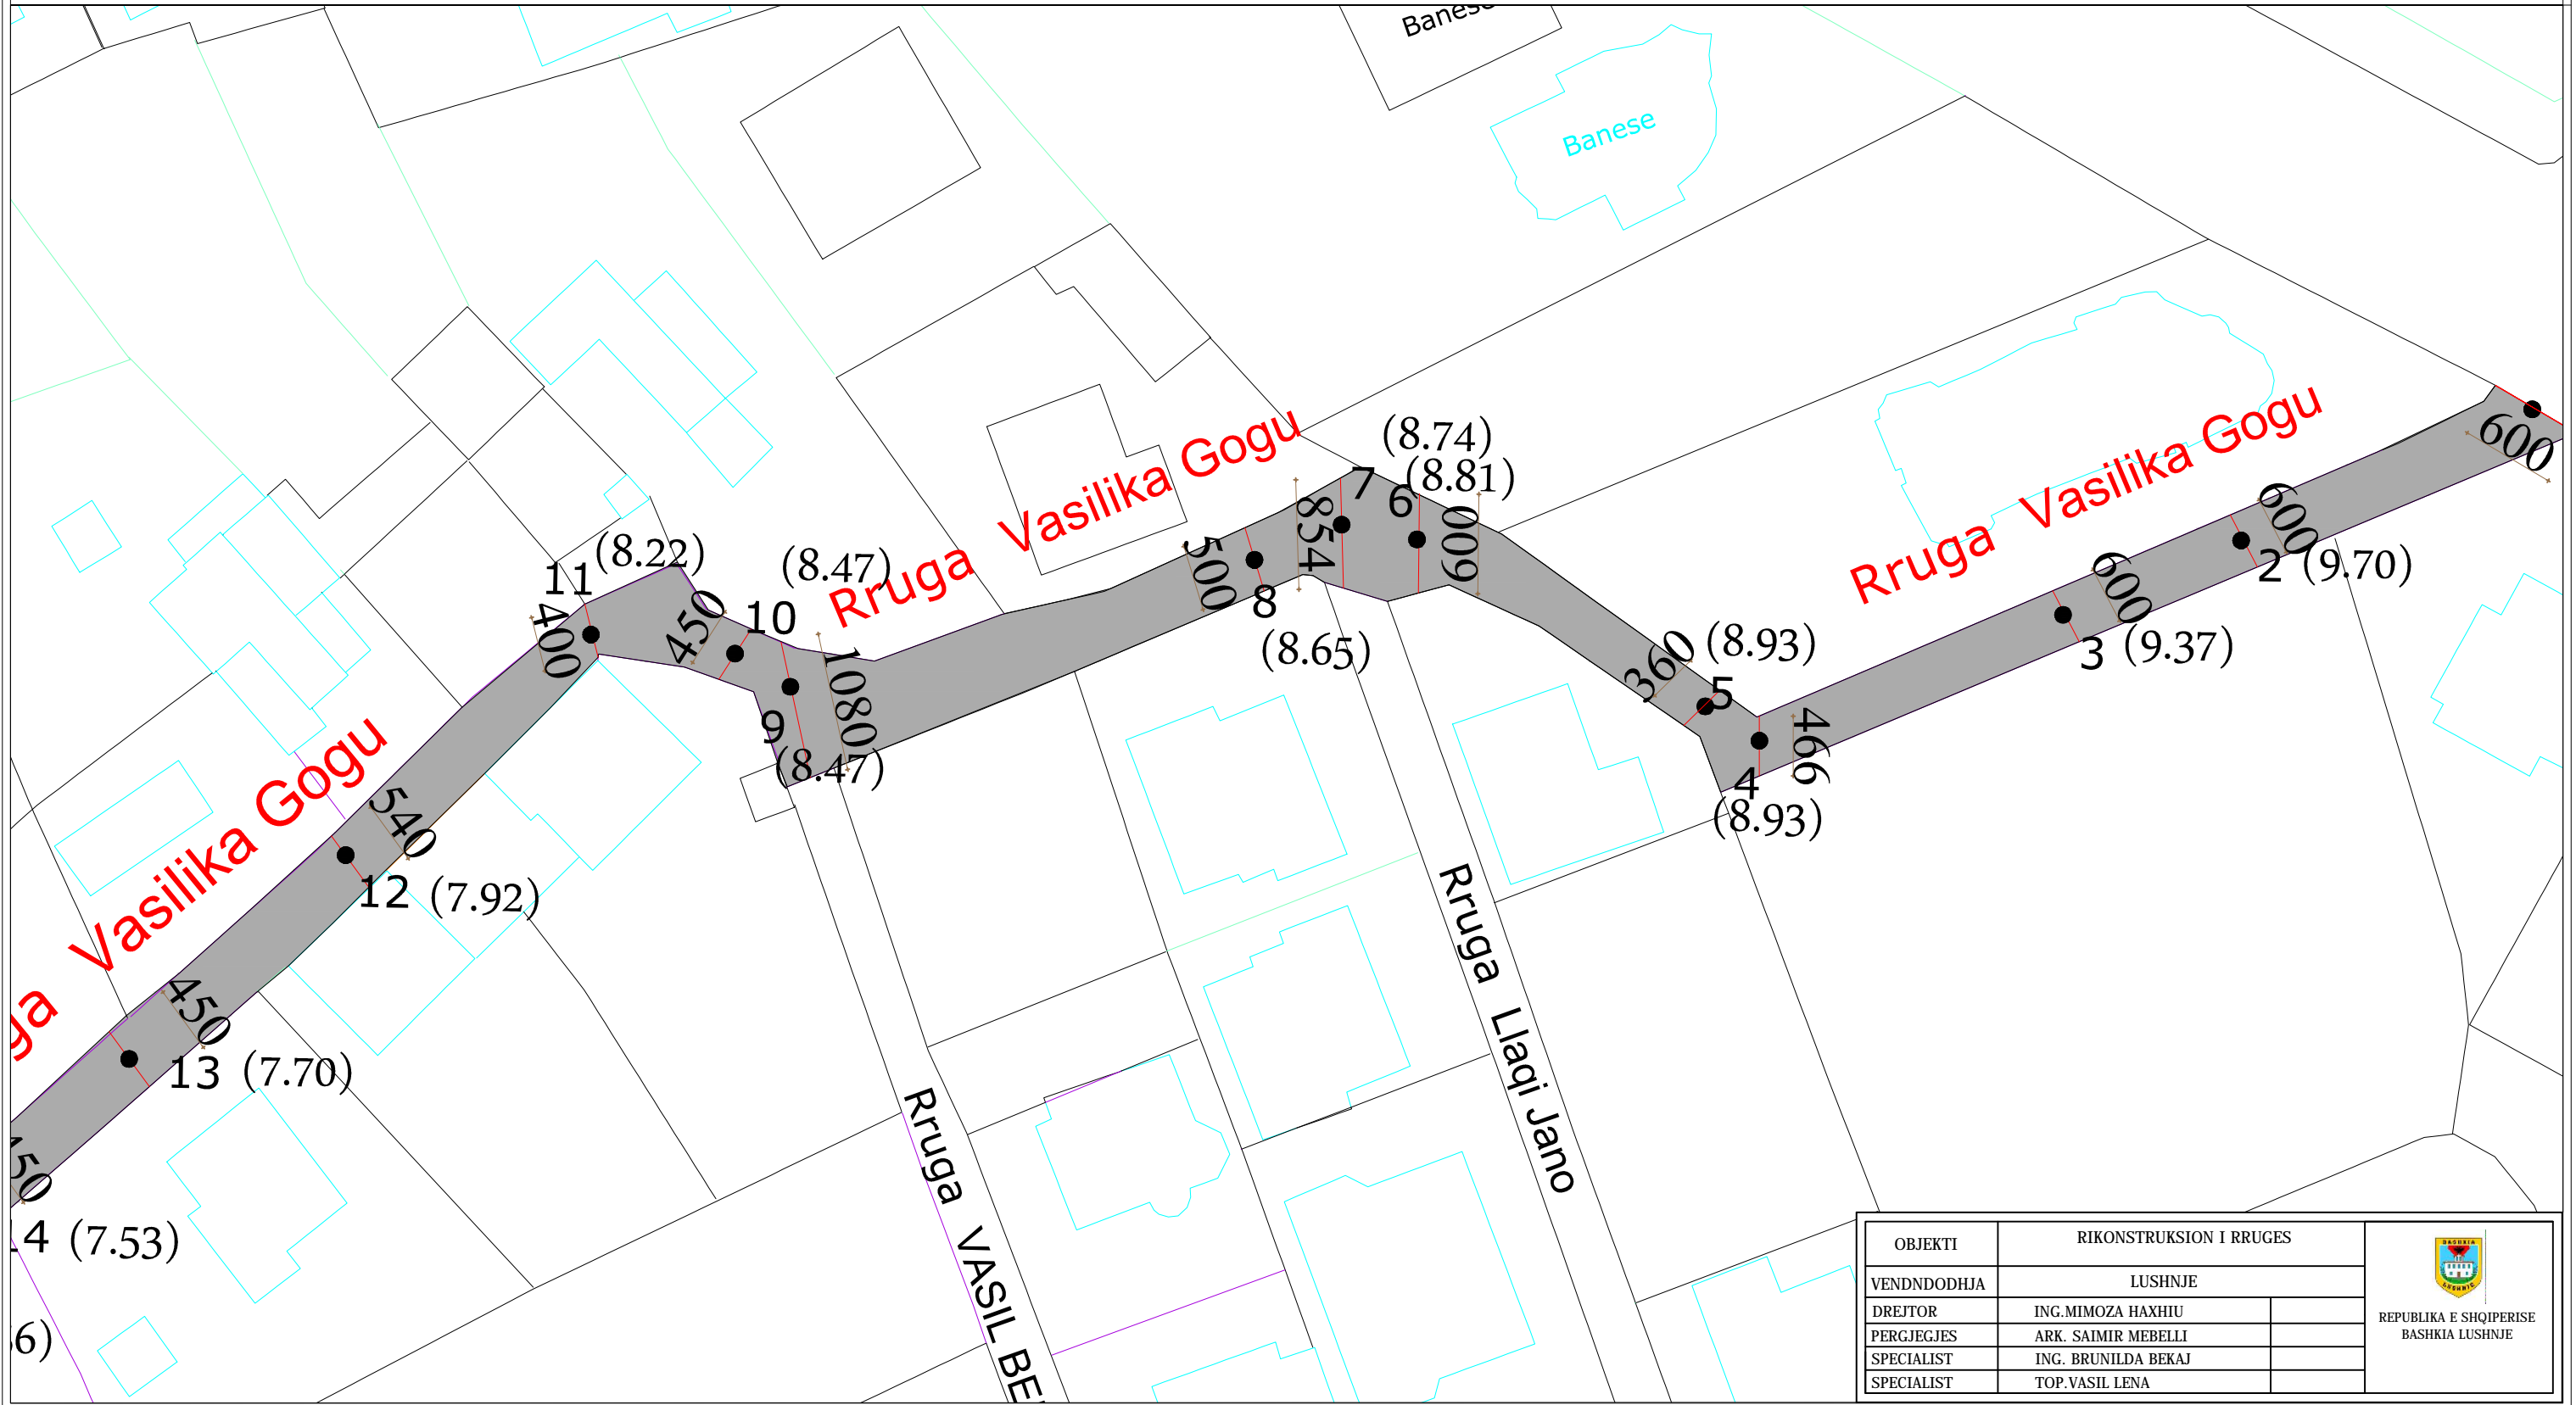 Banese
Banese
Rruga Vasilika Gogu
Rruga Vasilika Gogu
Vasilika Gogu
(8.74)
7
6
(8.81)
854
600
500
8
(8.65)
600
600
2 (9.70)
600
3 (9.37)
360
(8.93)
5
466
4
(8.93)
11
(8.22)
400
450
10
(8.47)
9
1080
(8.47)
540
12 (7.92)
450
13 (7.70)
(7.53)
Rruga Llaqi Jano
Rruga VASIL
OBJEKTI RIKONSTRUKSION I RRUGES
VENDNDODHJA LUSHNJE
DREJTOR ING.MIMOZA HAXHIU
PERGJEGJES ARK. SAIMIR MEBELLI
SPECIALIST ING. BRUNILDA BEKAJ
SPECIALIST TOP.VASIL LENA
BASHKIA
LUSHNJE
REPUBLIKA E SHQIPERISE
BASHKIA LUSHNJE